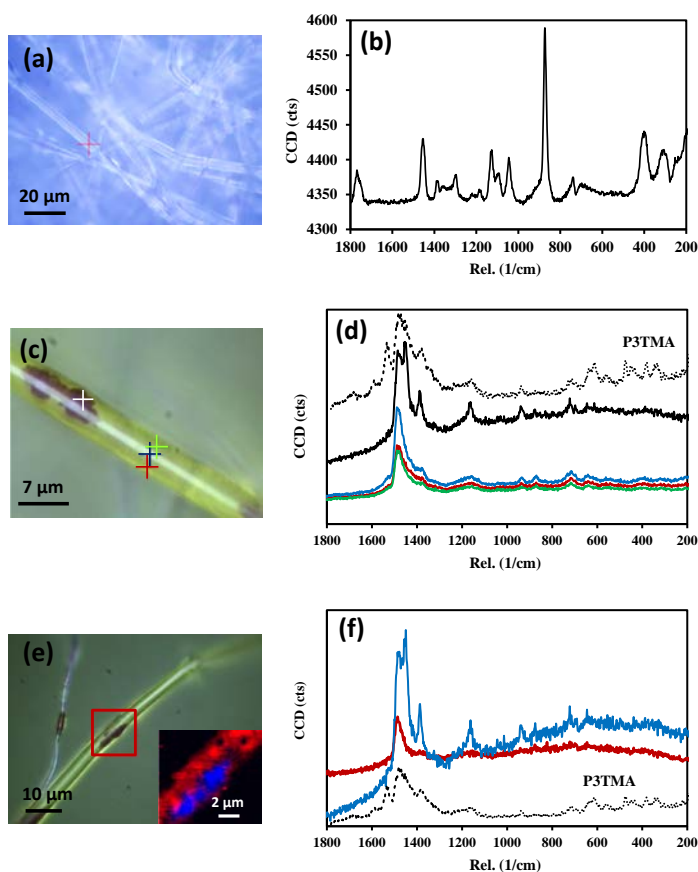 (a)
20 μm
(b)
CCD (cts)
4600
4550
4500
4450
4400
4350
4300
1800 1600 1400 1200 1000 800 600 400 200
Rel. (1/cm)
(c)
7 μm
(d)
CCD (cts)
P3TMA
1800 1600 1400 1200 1000 800 600 400 200
Rel. (1/cm)
(e)
10 μm
2 μm
(f)
CCD (cts)
P3TMA
1800 1600 1400 1200 1000 800 600 400 200
Rel. (1/cm)